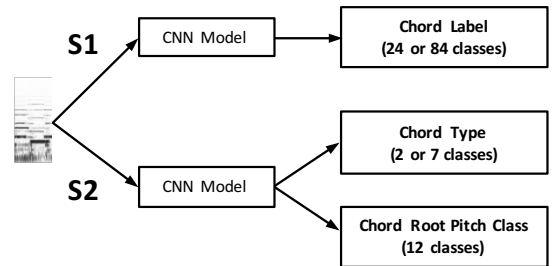 S1
CNN Model
Chord Label
(24 or 84 classes)
S2
CNN Model
Chord Type
(2 or 7 classes)
Chord Root Pitch Class
(12 classes)